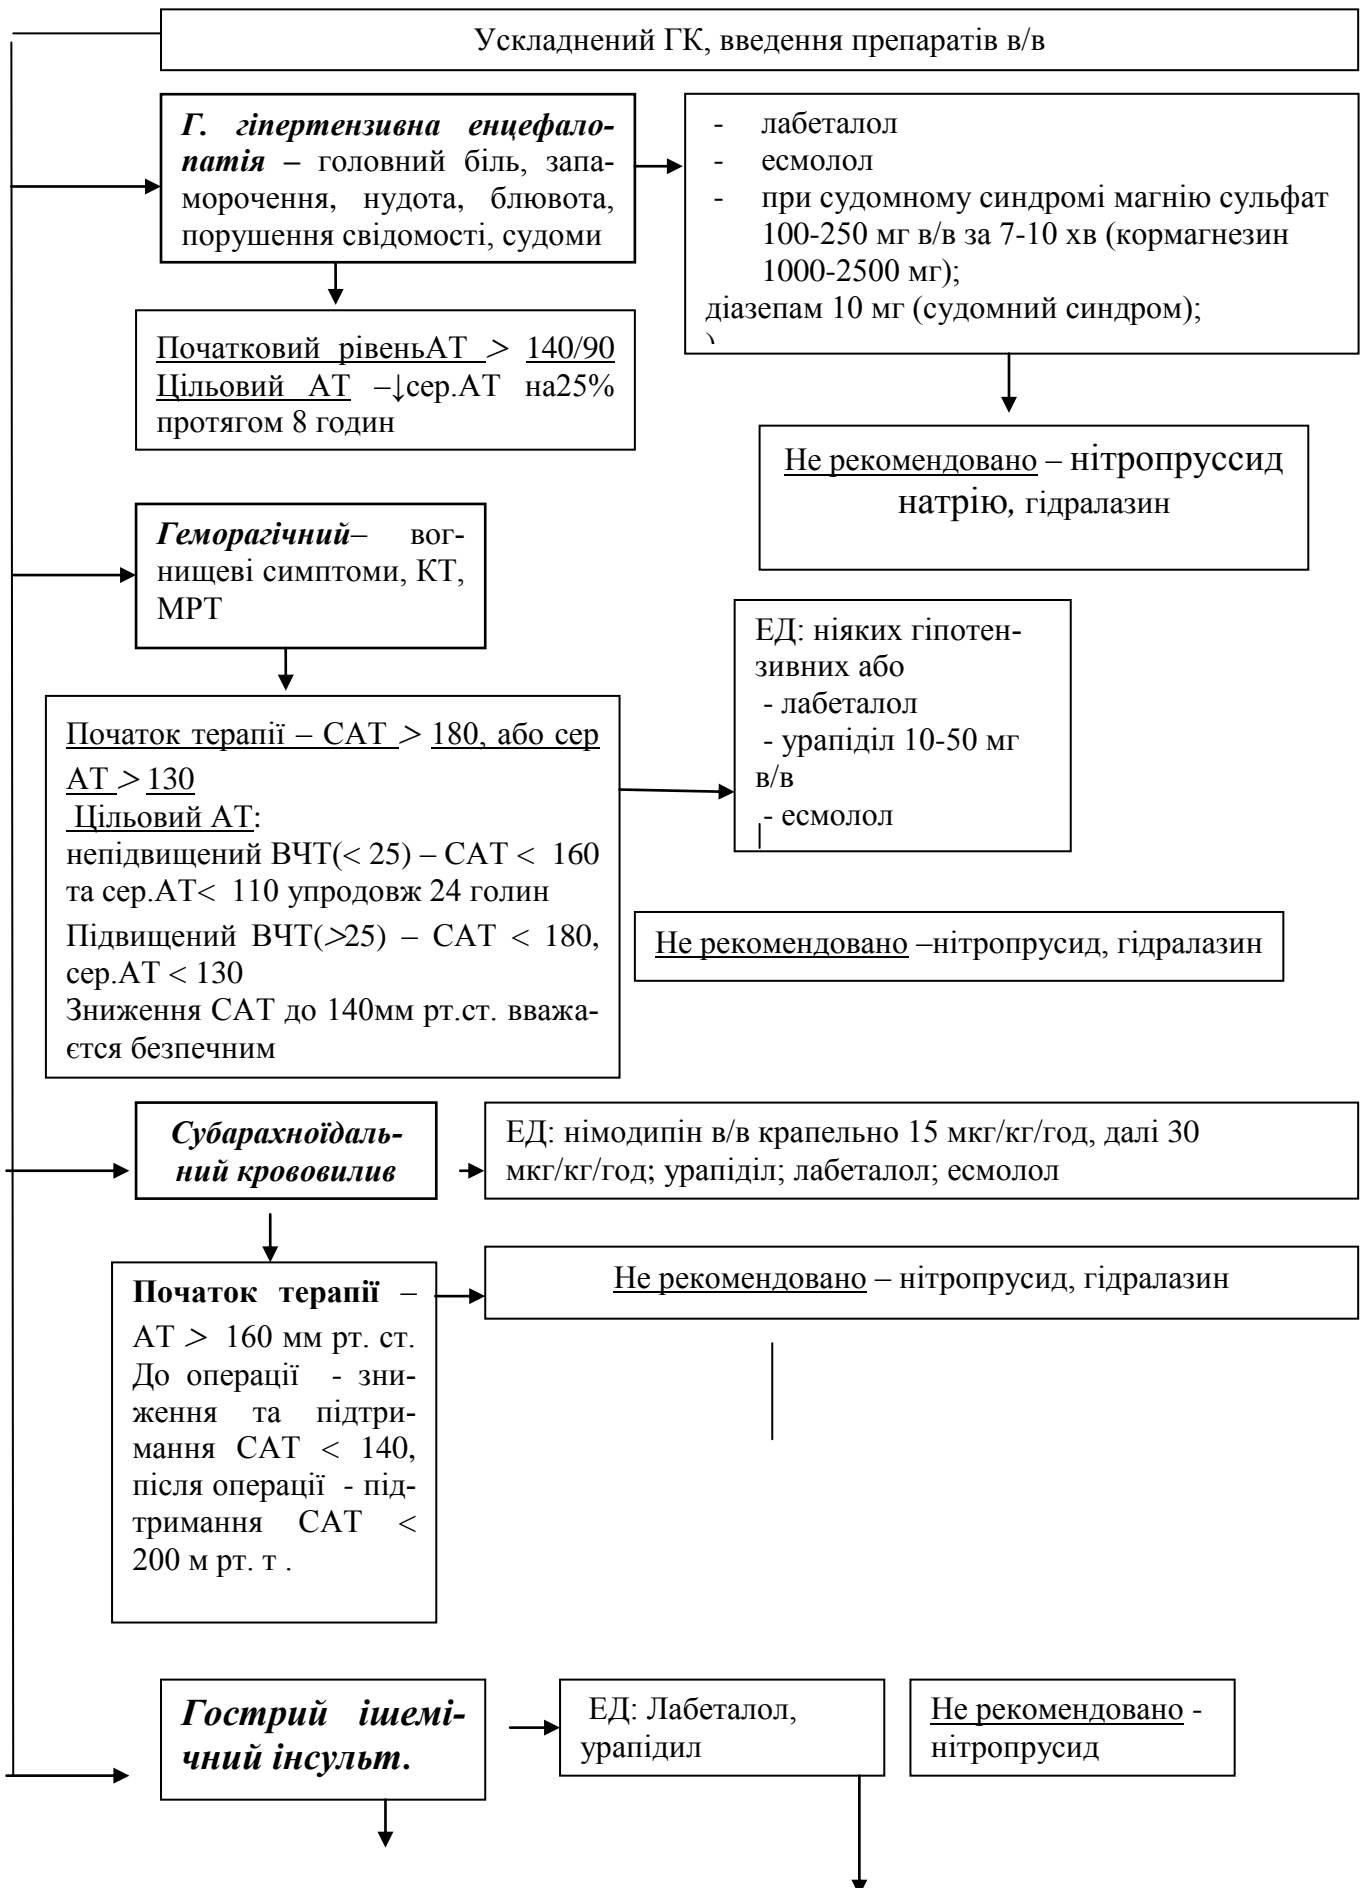 Ускладнений ГК, введення препаратів в/в
Г. гіпертензивна енцефало-
патія – головний біль, запа-
морочення, нудота, блювота,
порушення свідомості, судоми
- лабеталол
- есмолол
- при судомному синдромі магнію сульфат
100-250 мг в/в за 7-10 хв (кормагнезин
1000-2500 мг);
діазепам 10 мг (судомний синдром);
)
Початковий рівеньАТ > 140/90
Цільовий АТ –↓сер.АТ на25%
протягом 8 годин
Не рекомендовано – нітропруссид
натрію, гідралазин
Геморагічний– вог-
нищеві симптоми, КТ,
МРТ
ЕД: ніяких гіпотен-
зивних або
- лабеталол
- урапіділ 10-50 мг
в/в
- есмолол
Початок терапії – САТ > 180, або сер
АТ > 130
Цільовий АТ:
непідвищений ВЧТ(< 25) – САТ < 160
та сер.АТ< 110 упродовж 24 голин
Підвищений ВЧТ(>25) – САТ < 180,
сер.АТ < 130
Зниження САТ до 140мм рт.ст. вважа-
єтся безпечним
Не рекомендовано –нітропрусид, гідралазин
Субарахноїдаль-
ний крововилив
ЕД: німодипін в/в крапельно 15 мкг/кг/год, далі 30
мкг/кг/год; урапіділ; лабеталол; есмолол
Початок терапії –
АТ > 160 мм рт. ст.
До операції - зни-
ження та підтри-
мання САТ < 140,
після операції - під-
тримання САТ <
200 м рт. т .
Не рекомендовано – нітропрусид, гідралазин
Гострий ішемі-
чний інсульт.
ЕД: Лабеталол,
урапідил
Не рекомендовано -
нітропрусид